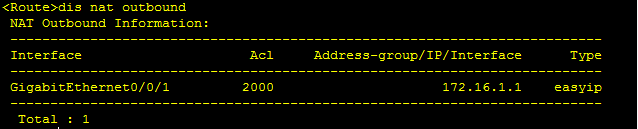 <Route>dis nat outbound
NAT Outbound Information:
--------------------------------------------------------------------------
Interface Acl Address-group/IP/Interface Type
--------------------------------------------------------------------------
GigabitEthernet0/0/1 2000 172.16.1.1 easyip
--------------------------------------------------------------------------
Total : 1